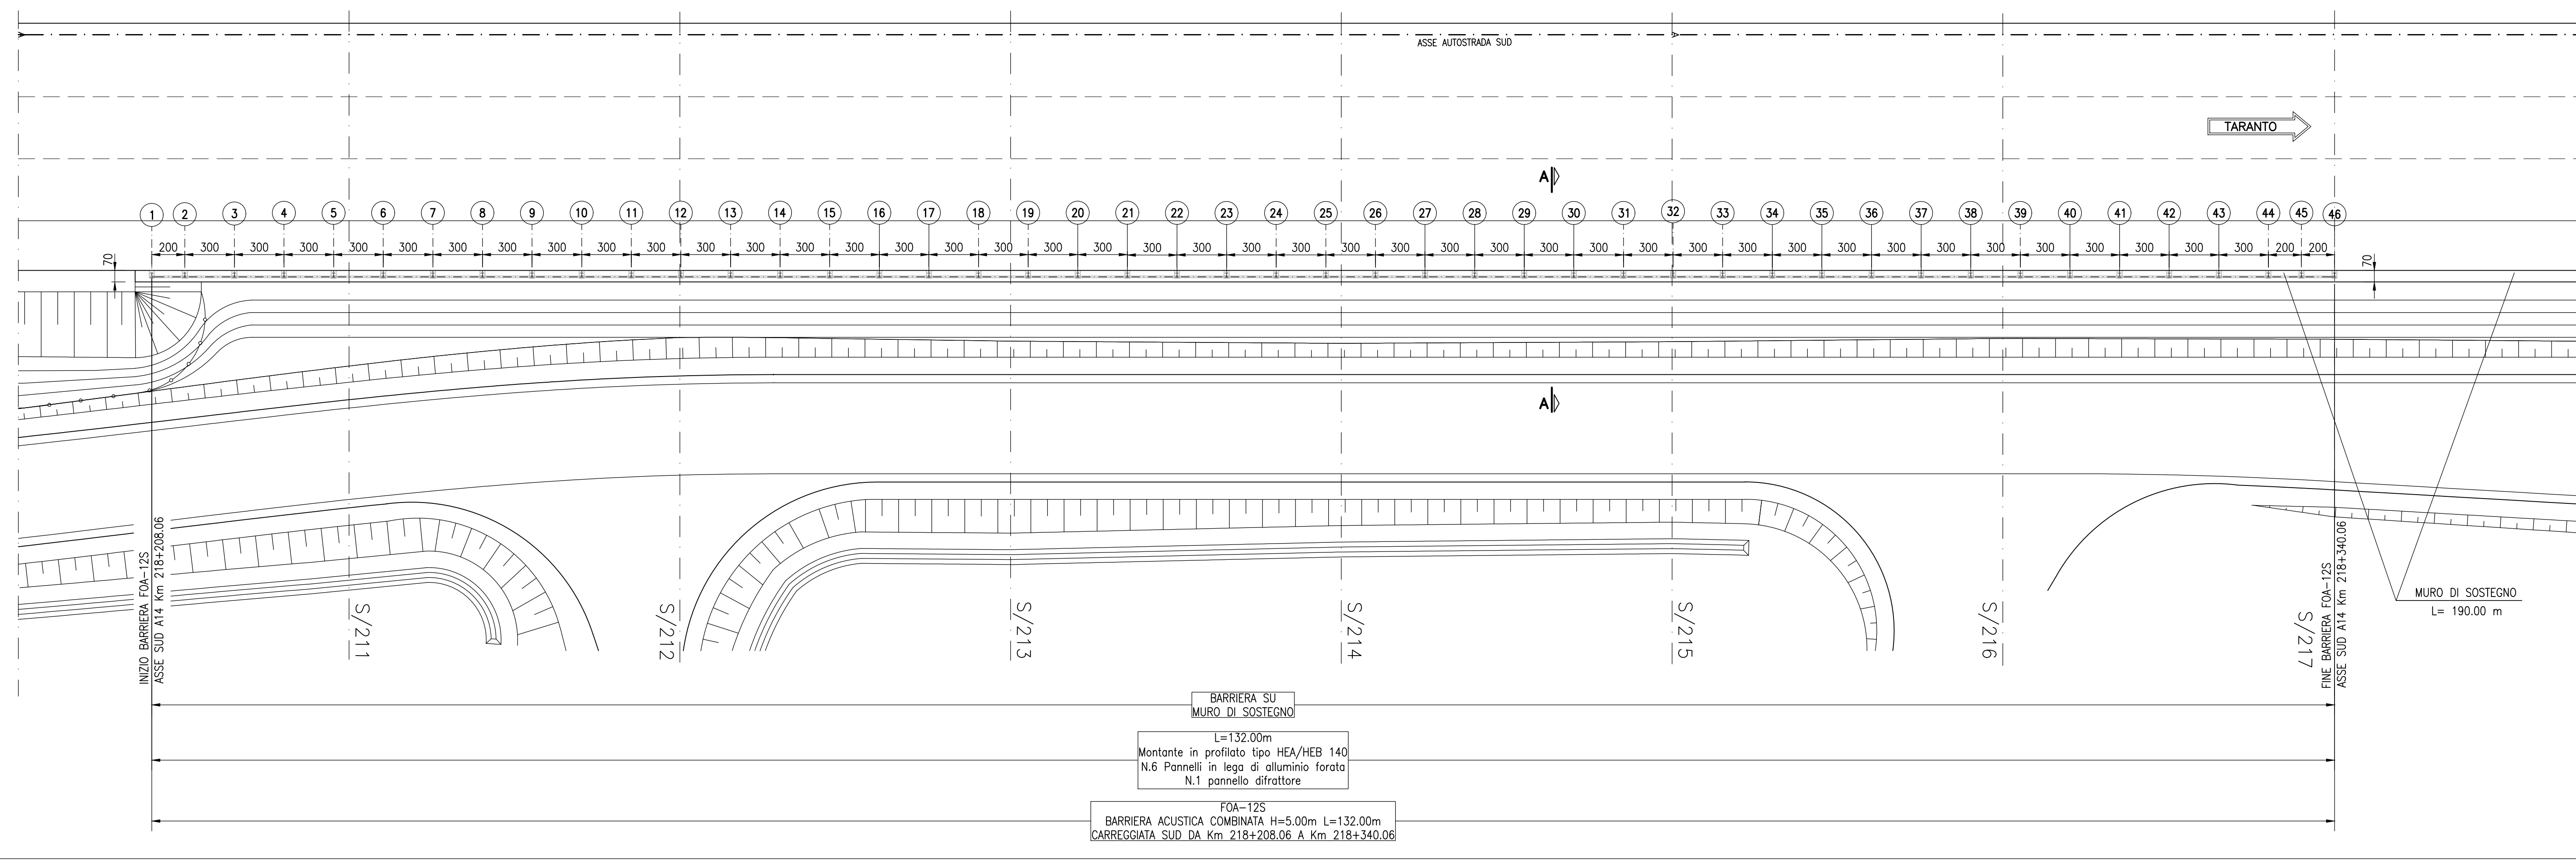 ASSE AUTOSTRADA SUD
TARANTO
A
1 2 3 4 5 6 7 8 9 10 11 12 13 14 15 16 17 18 19 20 21 22 23 24 25 26 27 28 29 30 31 32 33 34 35 36 37 38 39 40 41 42 43 44 45 46
200 300 300 300 300 300 300 300 300 300 300 300 300 300 300 300 300 300 300 300 300 300 300 300 300 300 300 300 300 300 300 300 300 300 300 300 300 300 300 300 300 300 300 200 200
70
70
A
INIZIO BARRIERA FOA-12S
ASSE SUD A14 Km 218+208.06
S/211
S/212
S/213
S/214
S/215
S/216
S/217
FINE BARRIERA FOA-12S
ASSE SUD A14 Km 218+340.06
MURO DI SOSTEGNO
L= 190.00 m
BARRIERA SU
MURO DI SOSTEGNO
L=132.00m
Montante in profilato tipo HEA/HEB 140
N.6 Pannelli in lega di alluminio forata
N.1 pannello difrattore
FOA-12S
BARRIERA ACUSTICA COMBINATA H=5.00m L=132.00m
CARREGGIATA SUD DA Km 218+208.06 A Km 218+340.06